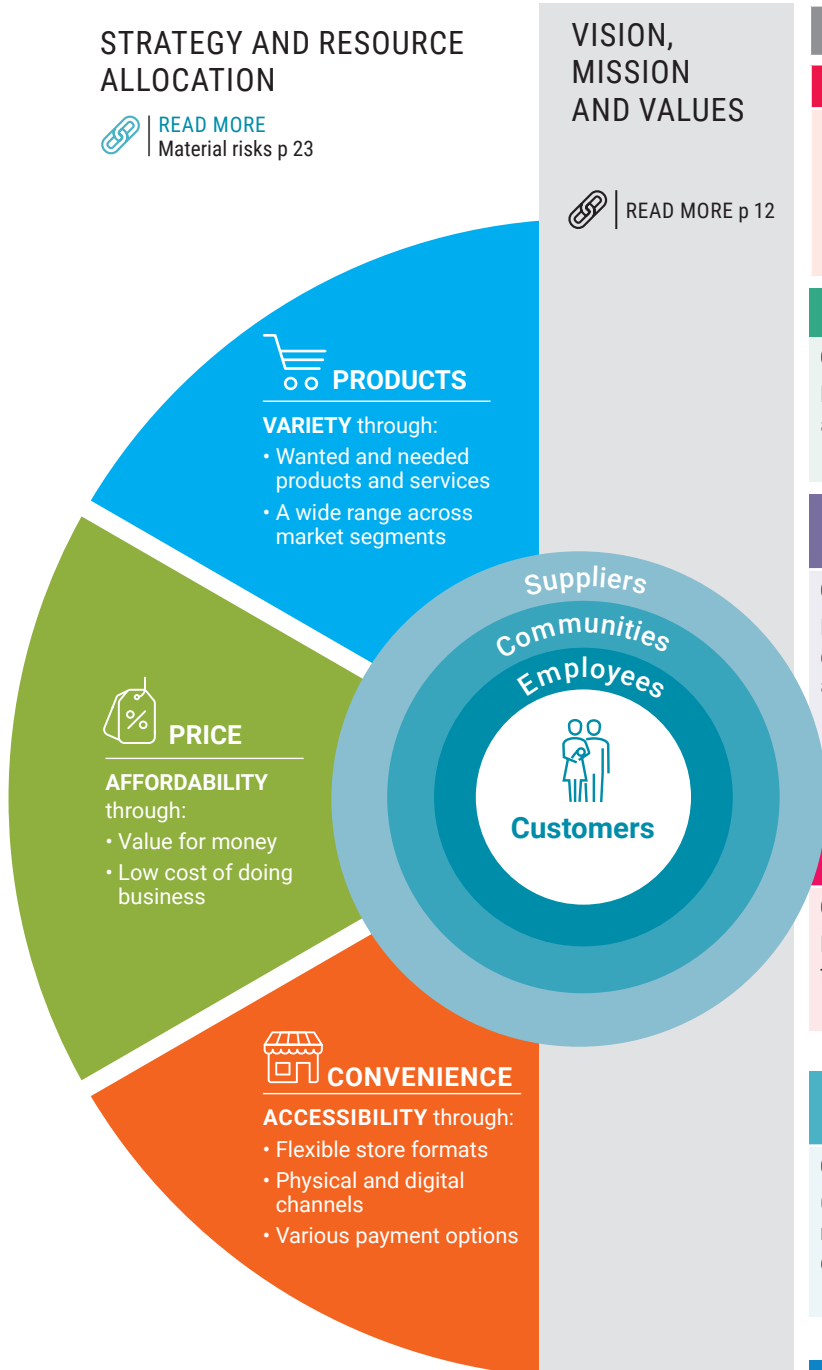 STRATEGY AND RESOURCE
ALLOCATION
READ MORE
Material risks p 23
VISION,
MISSION
AND VALUES
READ MORE p 12
PRODUCTS
VARIETY through:
• Wanted and needed
products and services
• A wide range across
market segments
PRICE
AFFORDABILITY
through:
• Value for money
• Low cost of doing
business
CONVENIENCE
ACCESSIBILITY through:
• Flexible store formats
• Physical and digital
channels
• Various payment options
Suppliers
Communities
Employees
Customers